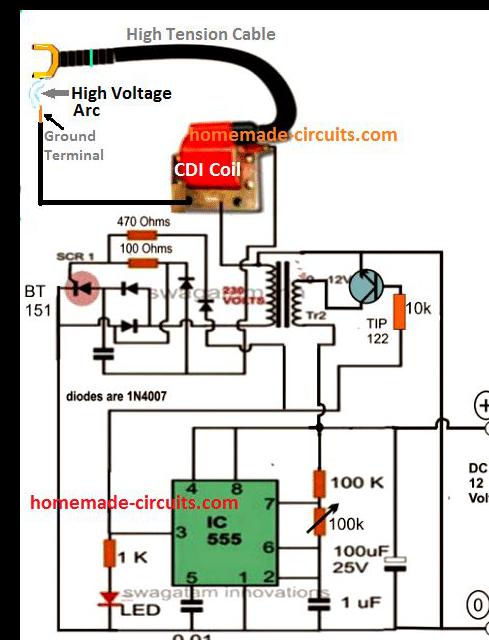 High Tension Cable
High Voltage
Arc
homemade-circuits.com
Ground
Terminal
CDI Coil
470 Ohms
100 Ohms
SCR 1
BT
151
230
VOLTS
swagatam
0 - 12V
Tr2
TIP
122
10k
diodes are 1N4007
DC
12
Vol
100 K
100k
4 8
7
homemade-circuits.com
IC
555
3
6
2
5 1
1 K
LED
swagatam innovations
100uF
25V
1 uF
0.01
+
0